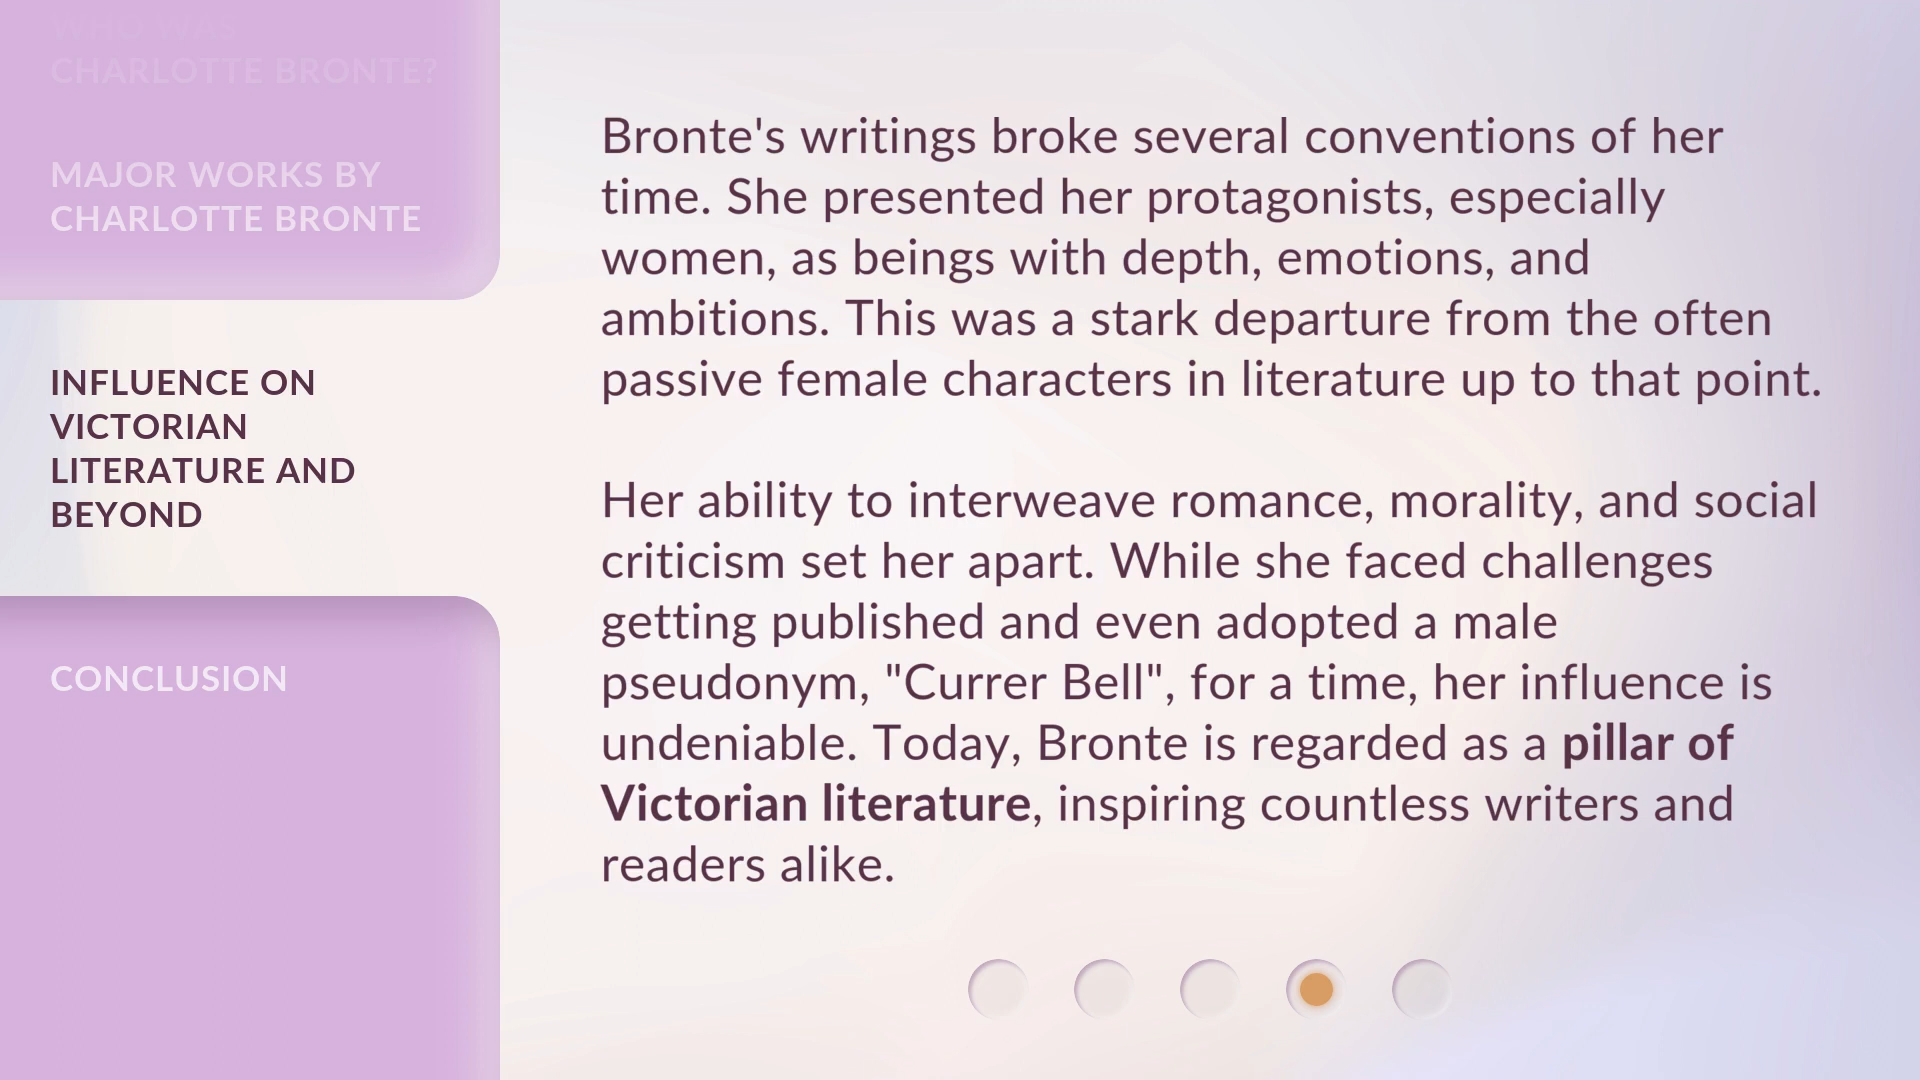 WHO WAS
CHARLOTTE BRONTE?
MAJOR WORKS BY
CHARLOTTE BRONTE
INFLUENCE ON
VICTORIAN
LITERATURE AND
BEYOND
CONCLUSION
Bronte's writings broke several conventions of her
time. She presented her protagonists, especially
women, as beings with depth, emotions, and
ambitions. This was a stark departure from the often
passive female characters in literature up to that point.
Her ability to interweave romance, morality, and social
criticism set her apart. While she faced challenges
getting published and even adopted a male
pseudonym, "Currer Bell", for a time, her influence is
undeniable. Today, Bronte is regarded as a pillar of
Victorian literature, inspiring countless writers and
readers alike.